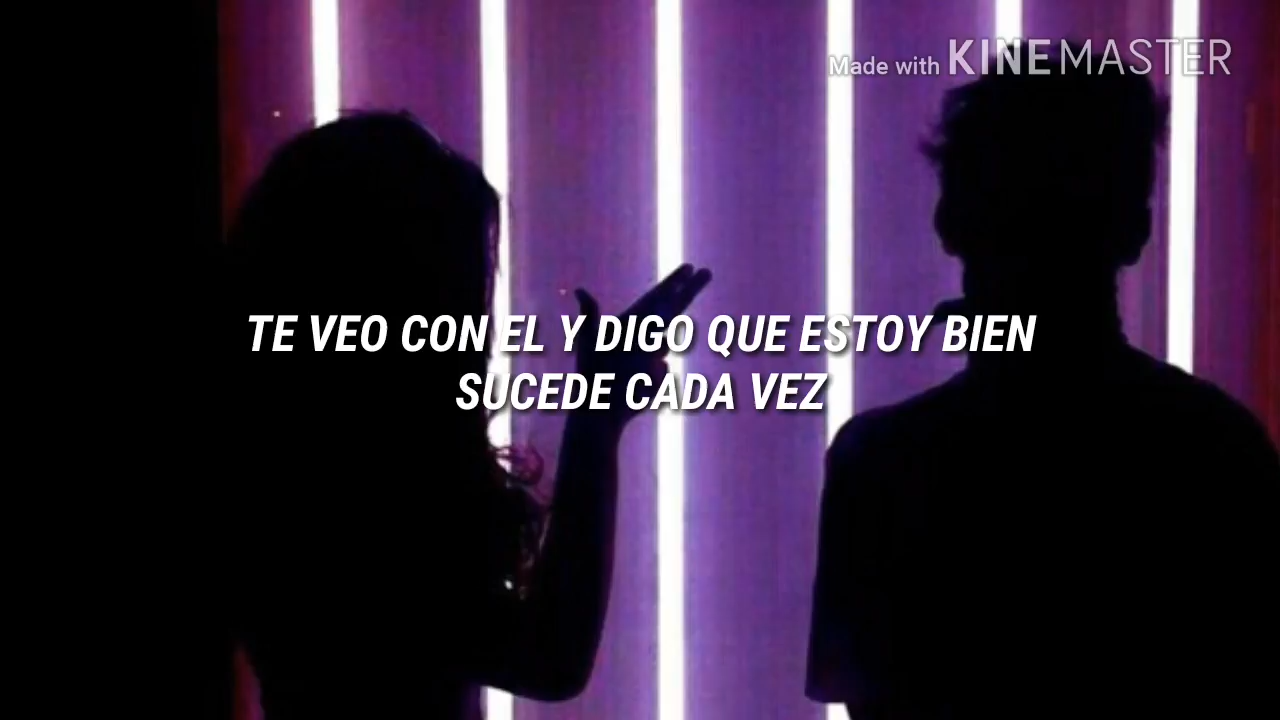 Made with KINEMASTER
TE VEO CON EL Y DIGO QUE ESTOY BIEN
SUCEDE CADA VEZ